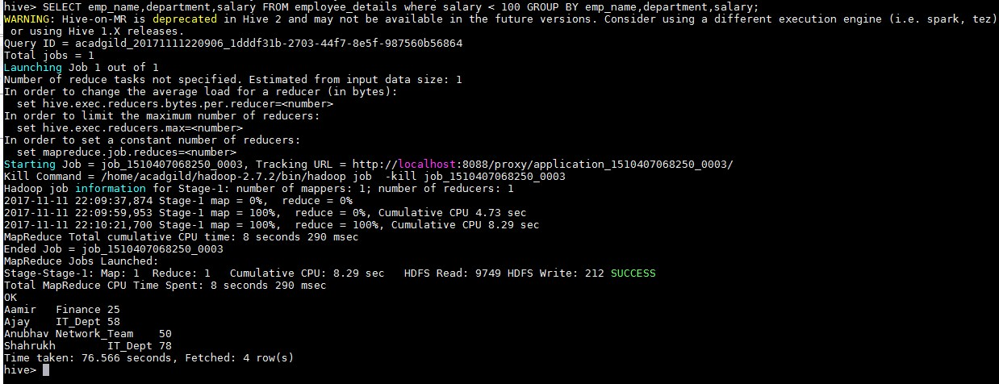 hive> SELECT emp_name,department,salary FROM employee_details where salary < 100 GROUP BY emp_name,department,salary;
WARNING: Hive-on-MR is deprecated in Hive 2 and may not be available in the future versions. Consider using a different execution engine (i.e. spark, tez)
 or using Hive 1.X releases.
Query ID = acadgild_20171111220906_1dddf31b-2703-44f7-8e5f-987560b56864
Total jobs = 1
Launching Job 1 out of 1
Number of reduce tasks not specified. Estimated from input data size: 1
In order to change the average load for a reducer (in bytes):
  set hive.exec.reducers.bytes.per.reducer=<number>
In order to limit the maximum number of reducers:
  set hive.exec.reducers.max=<number>
In order to set a constant number of reducers:
  set mapreduce.job.reduces=<number>
Starting Job = job_1510407068250_0003, Tracking URL = http://localhost:8088/proxy/application_1510407068250_0003/
Kill Command = /home/acadgild/hadoop-2.7.2/bin/hadoop job  -kill job_1510407068250_0003
Hadoop job information for Stage-1: number of mappers: 1; number of reducers: 1
2017-11-11 22:09:37,874 Stage-1 map = 0%,  reduce = 0%
2017-11-11 22:09:59,953 Stage-1 map = 100%,  reduce = 0%, Cumulative CPU 4.73 sec
2017-11-11 22:10:21,700 Stage-1 map = 100%,  reduce = 100%, Cumulative CPU 8.29 sec
MapReduce Total cumulative CPU time: 8 seconds 290 msec
Ended Job = job_1510407068250_0003
MapReduce Jobs Launched:
Stage-Stage-1: Map: 1  Reduce: 1   Cumulative CPU: 8.29 sec   HDFS Read: 9749 HDFS Write: 212 SUCCESS
Total MapReduce CPU Time Spent: 8 seconds 290 msec
OK
Aamir   Finance 25
Ajay    IT_Dept 58
Anubhav Network_Team    50
Shahrukh        IT_Dept 78
Time taken: 76.566 seconds, Fetched: 4 row(s)
hive>